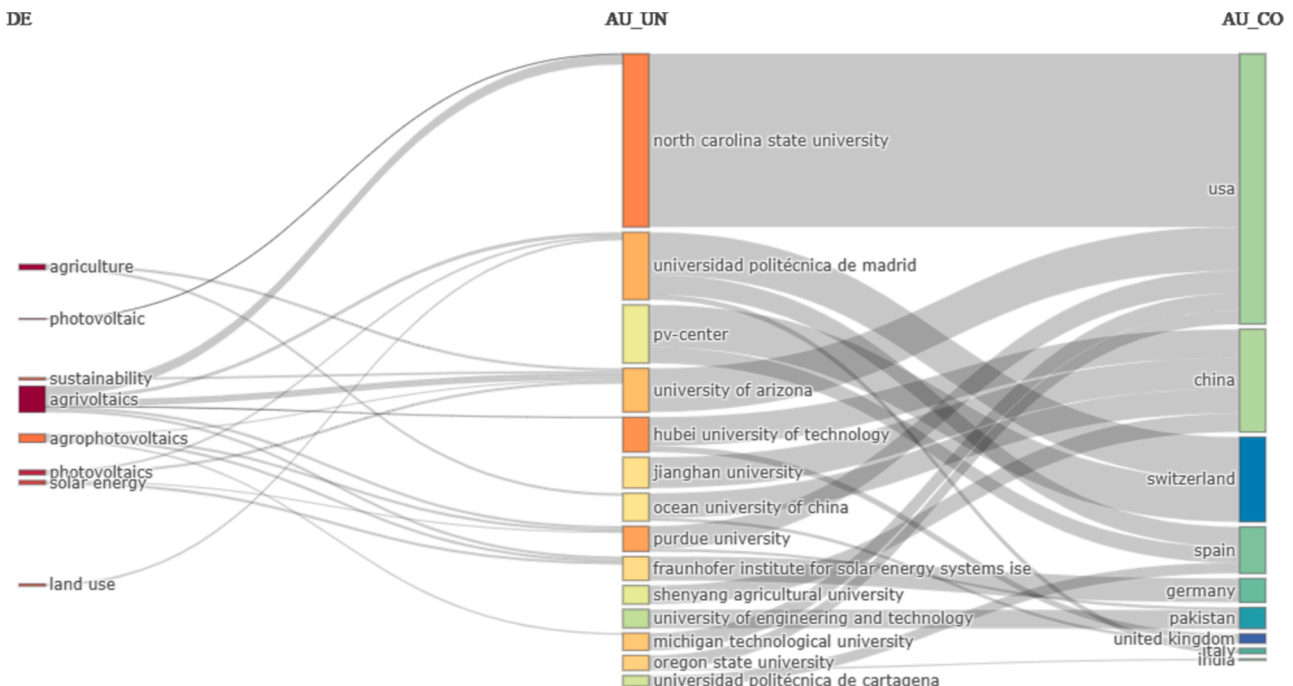 DE
AU_UN
AU_CO
agriculture
photovoltaic
sustainability
agrivoltaics
agrophotovoltaics
photovoltaics
solar energy
land use
north carolina state university
universidad politécnica de madrid
pv-center
university of arizona
hubei university of technology
jianghan university
ocean university of china
purdue university
fraunhofer institute for solar energy systems ise
shenyang agricultural university
university of engineering and technology
michigan technological university
oregon state university
universidad politécnica de cartagena
usa
china
switzerland
spain
germany
pakistan
united kingdom
italy
india